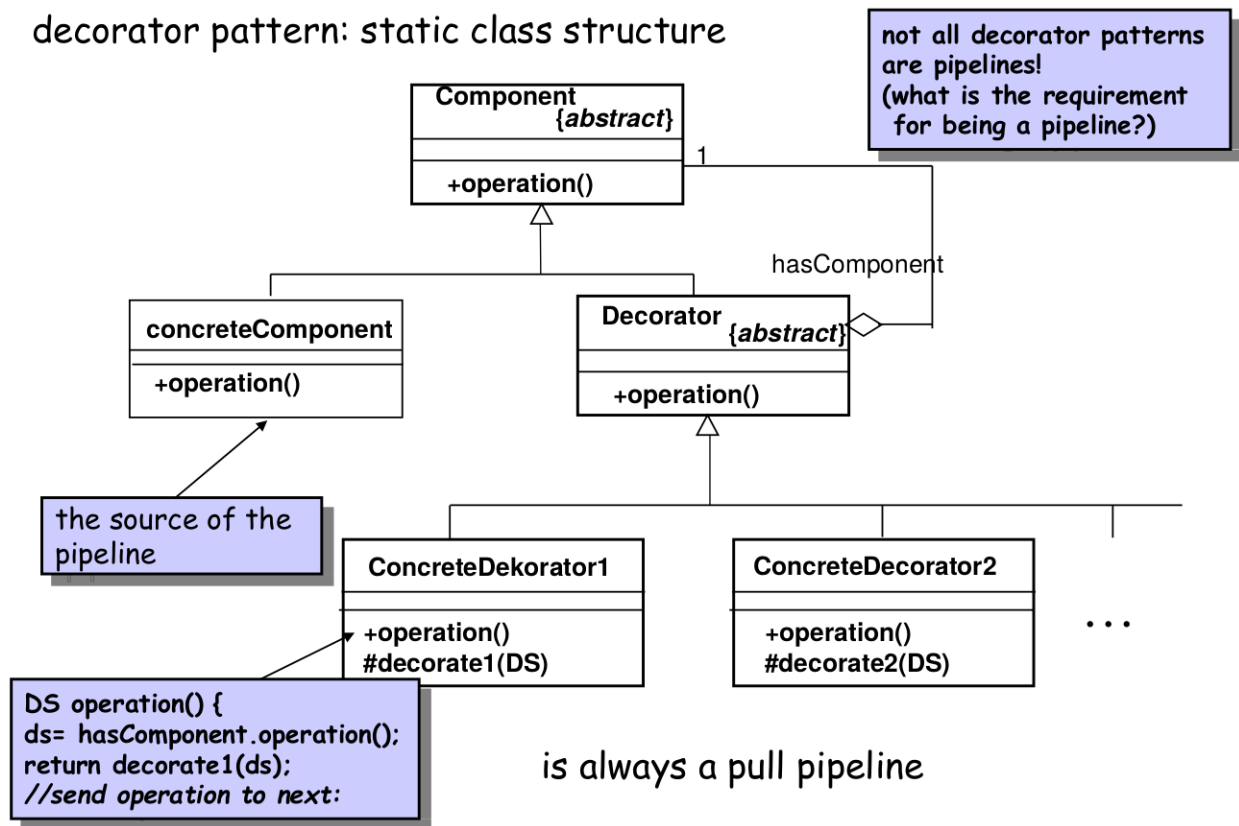 decorator pattern: static class structure
not all decorator patterns
are pipelines!
(what is the requirement
for being a pipeline?)
Component
{abstract}
+operation()
1
hasComponent
concreteComponent
+operation()
Decorator
{abstract}
+operation()
the source of the
pipeline
ConcreteDekorator1
+operation()
#decorate1(DS)
ConcreteDecorator2
+operation()
#decorate2(DS)
...
DS operation() {
ds= hasComponent.operation();
return decorate1(ds);
//send operation to next:
is always a pull pipeline